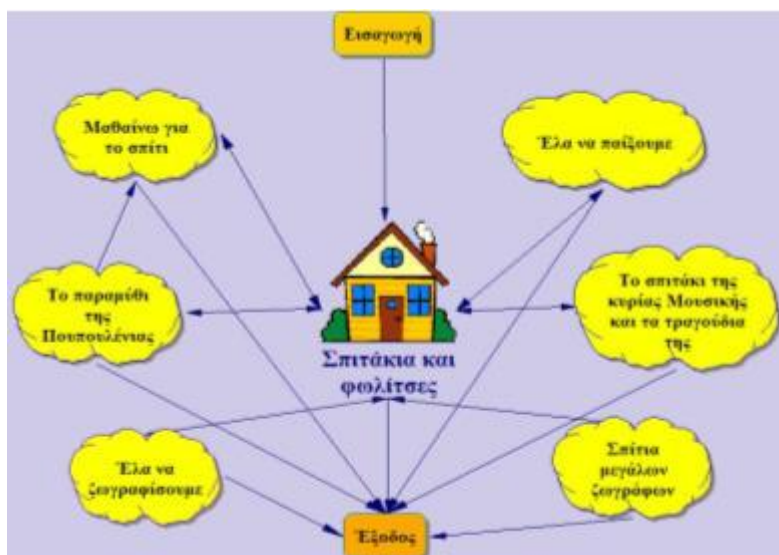 Εισαγωγή
Μαθαίνω για
το σπίτι
Έλα να παίξουμε
Το παραμύθι
της
Πουπουλένιας
Το σπιτάκι της
κυρίας Μουσικής
και τα τραγούδια
της
Σπιτάκια και
φωλίτσες
Έλα να
ζωγραφίσουμε
Σπίτια
μεγάλων
ζωγράφων
Έξοδος